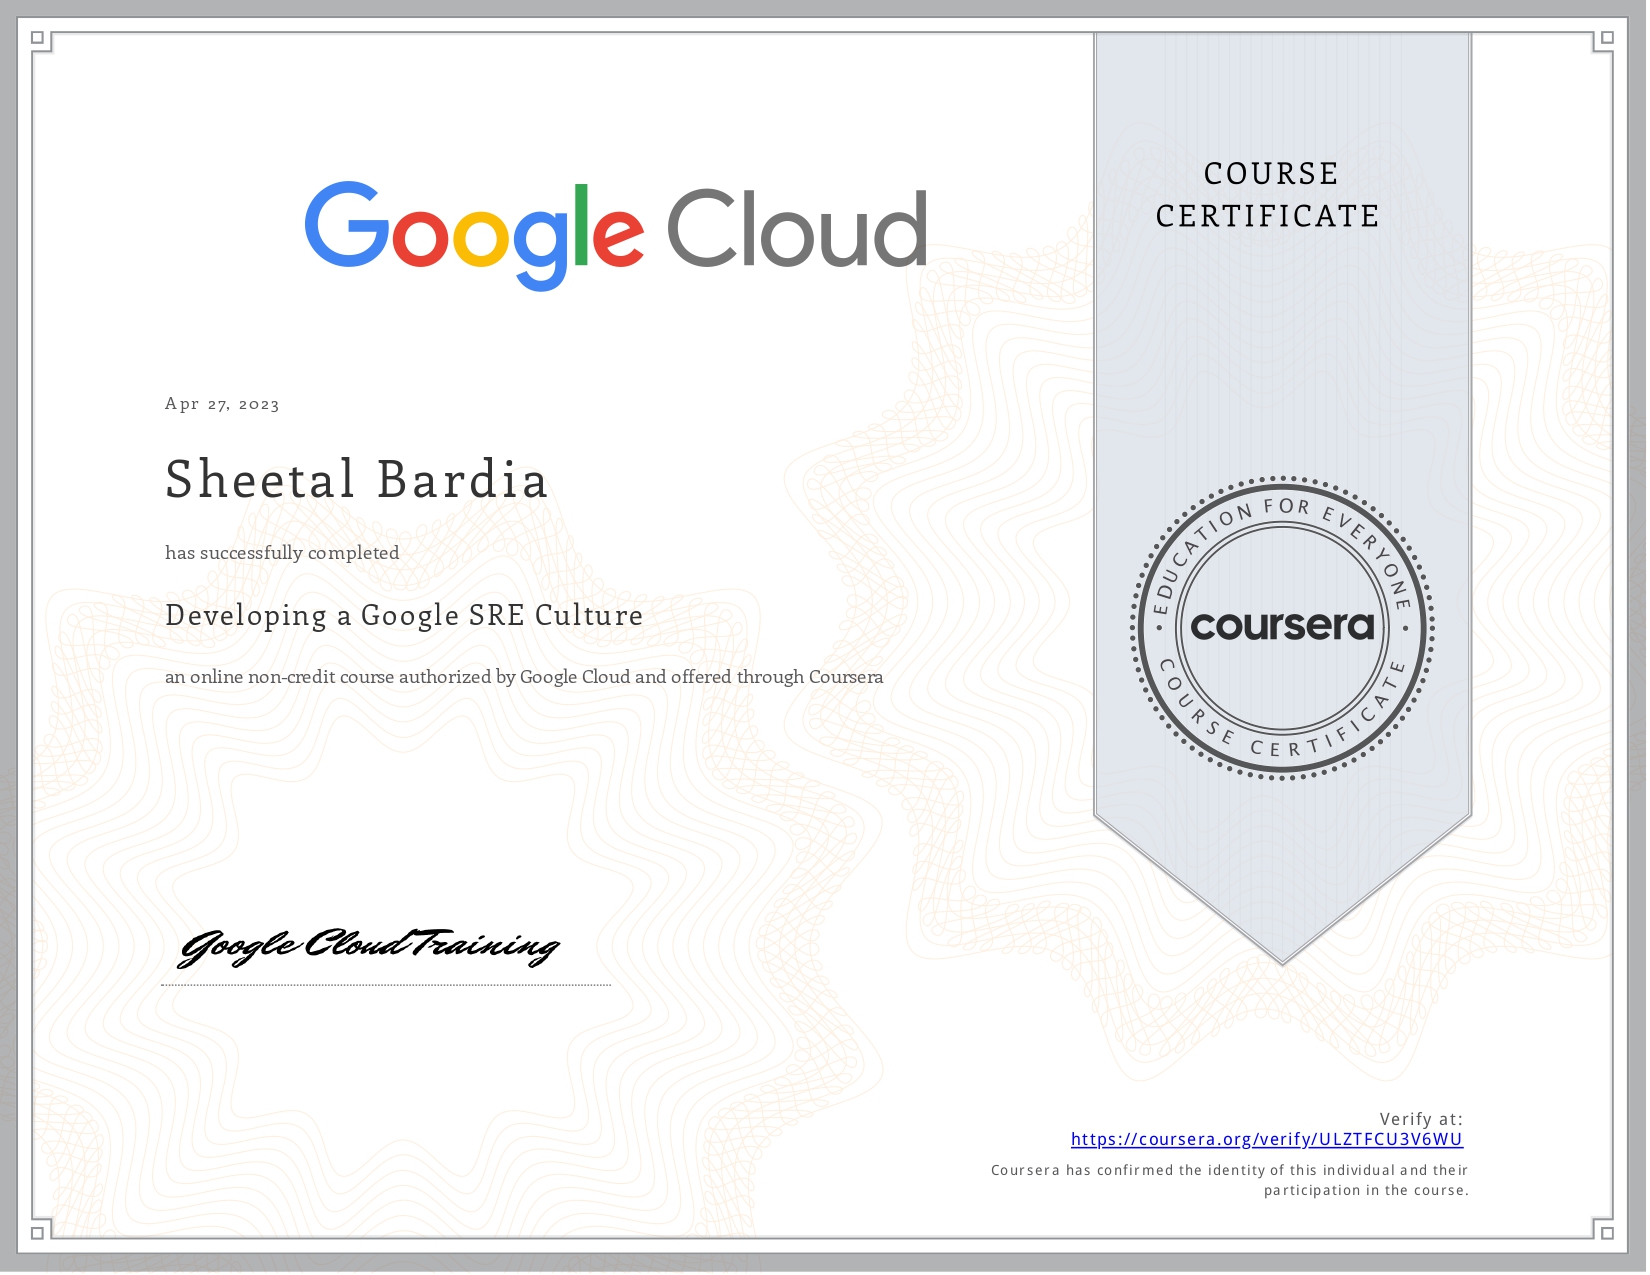 Google Cloud
COURSE
CERTIFICATE
Apr 27, 2023
Sheetal Bardia
has successfully completed
Developing a Google SRE Culture
an online non-credit course authorized by Google Cloud and offered through Coursera
EDUCATION FOR EVERYONE
coursera
COURSE CERTIFICATE
Google Cloud Training
Verify at:
https://coursera.org/verify/ULZTFCU3V6WU
Coursera has confirmed the identity of this individual and their
participation in the course.